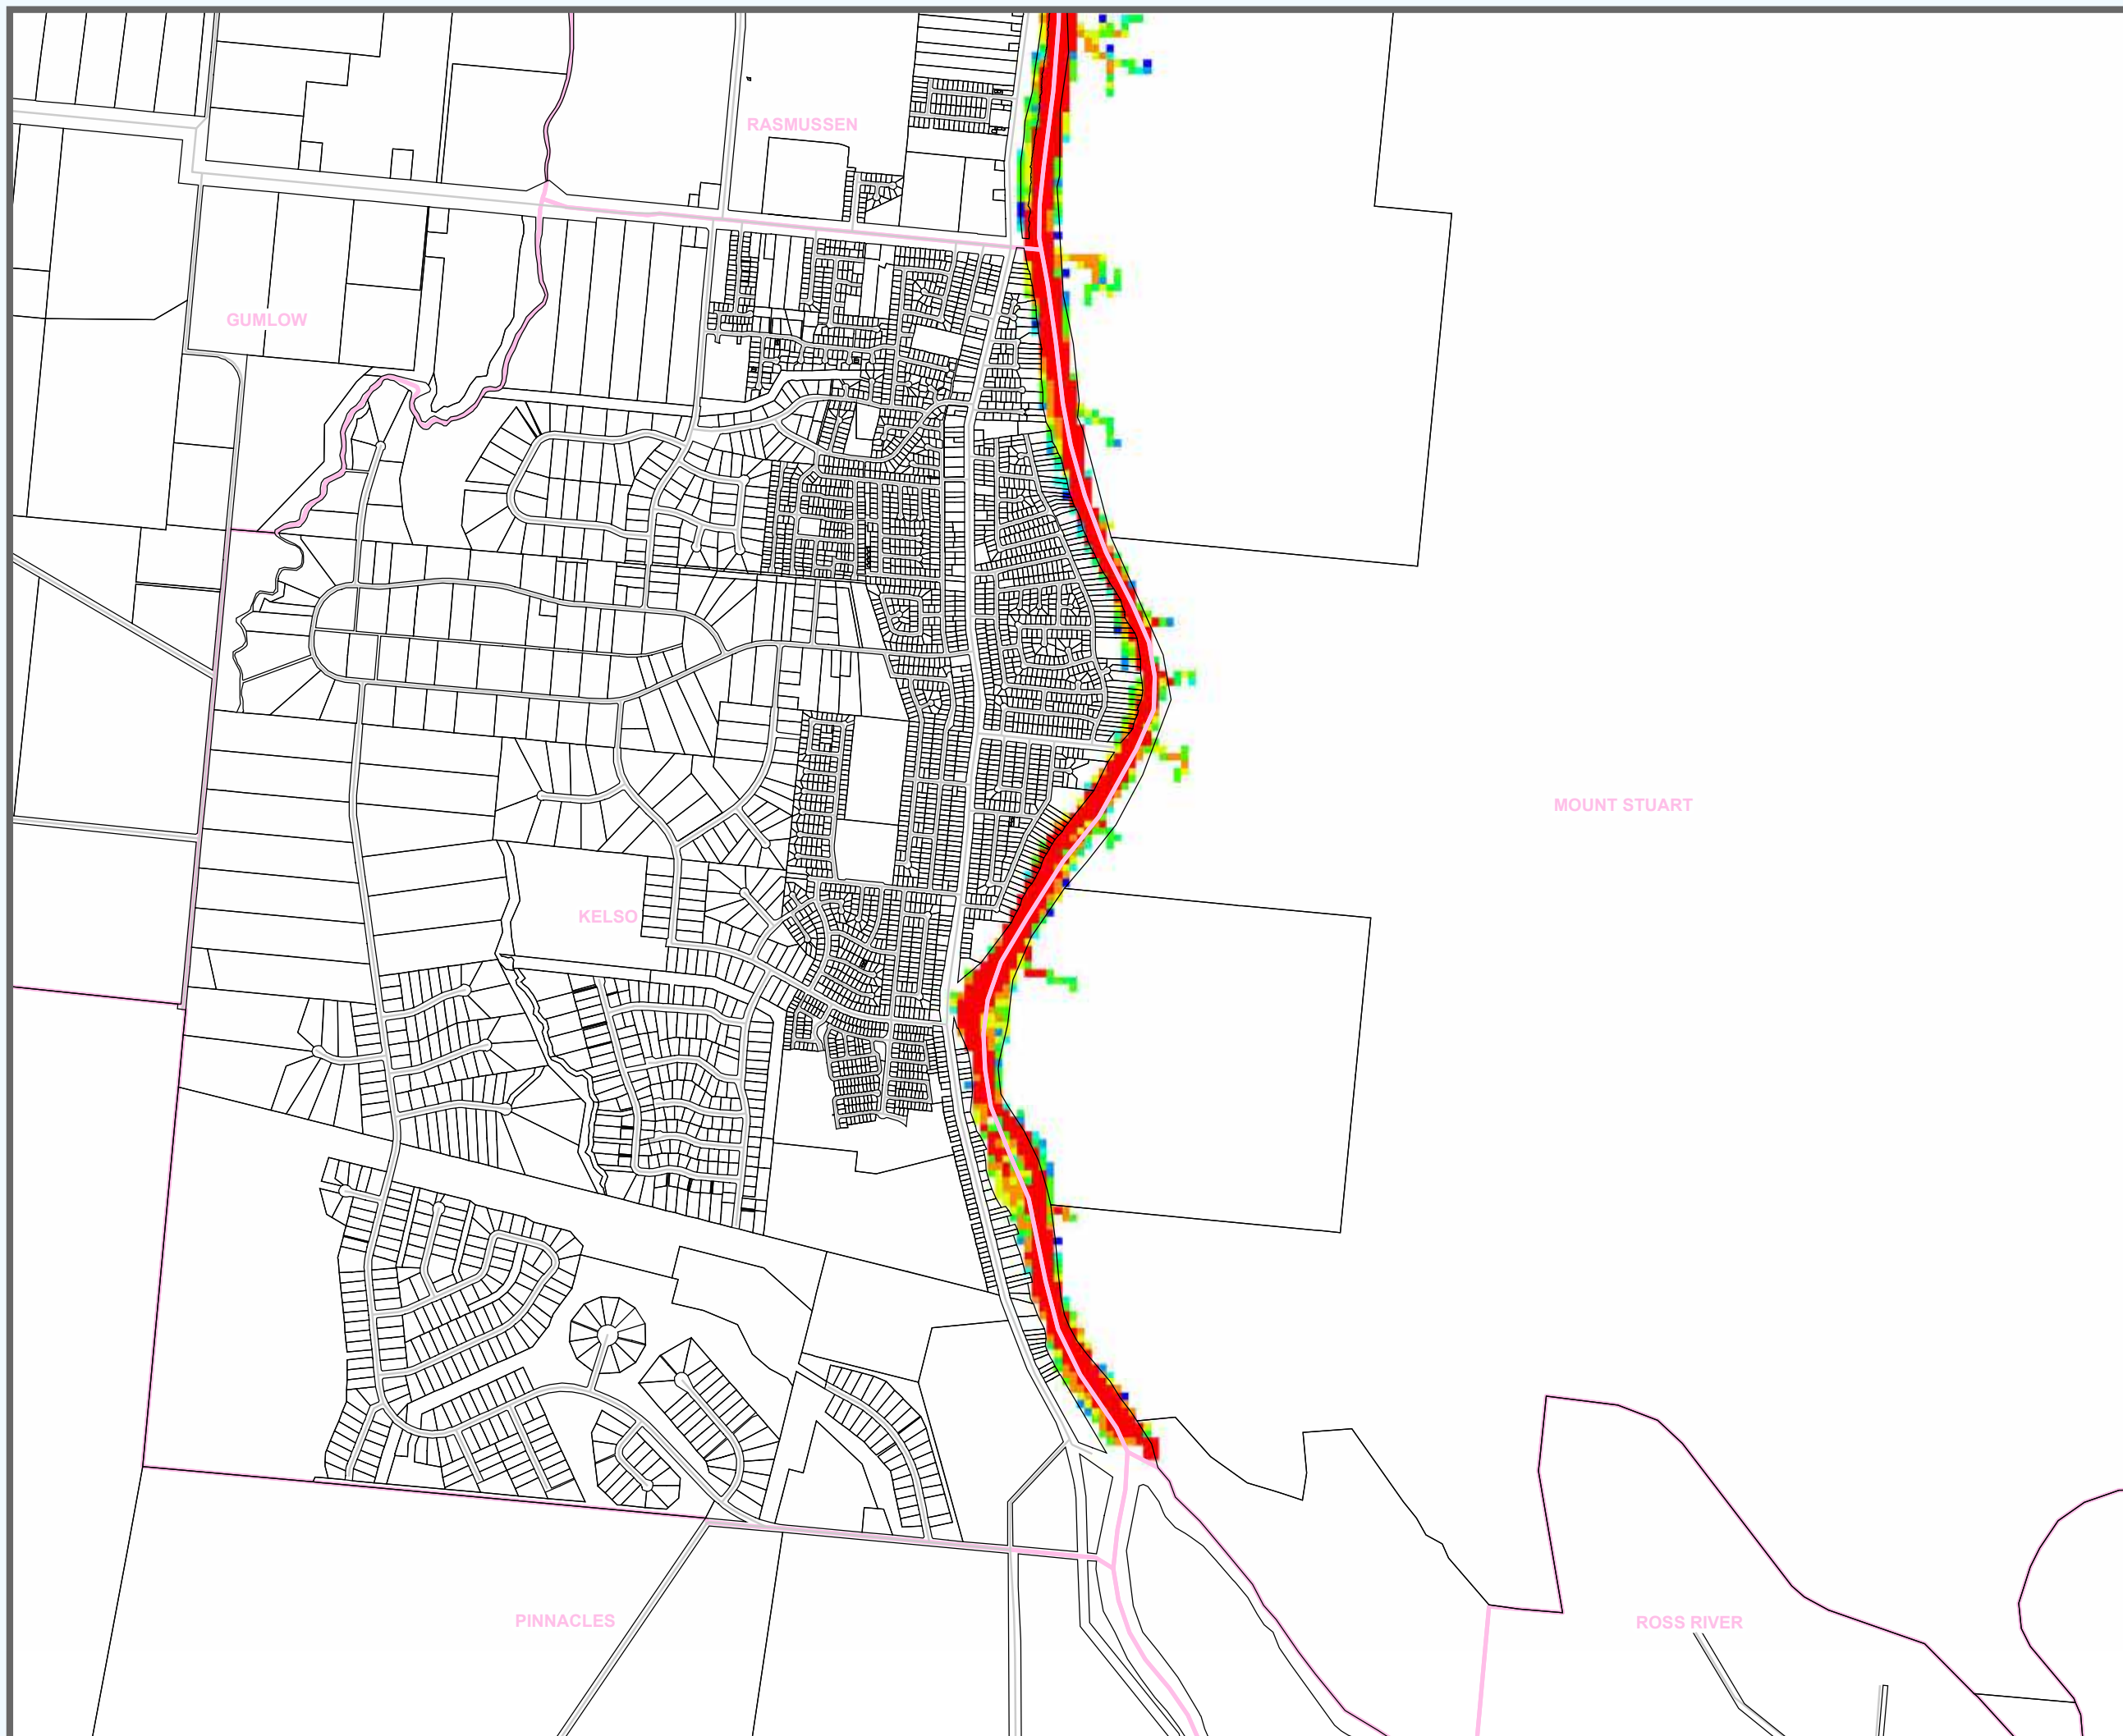 RASMUSSEN
GUMLOW
MOUNT STUART
KELSO
PINNACLES
ROSS RIVER